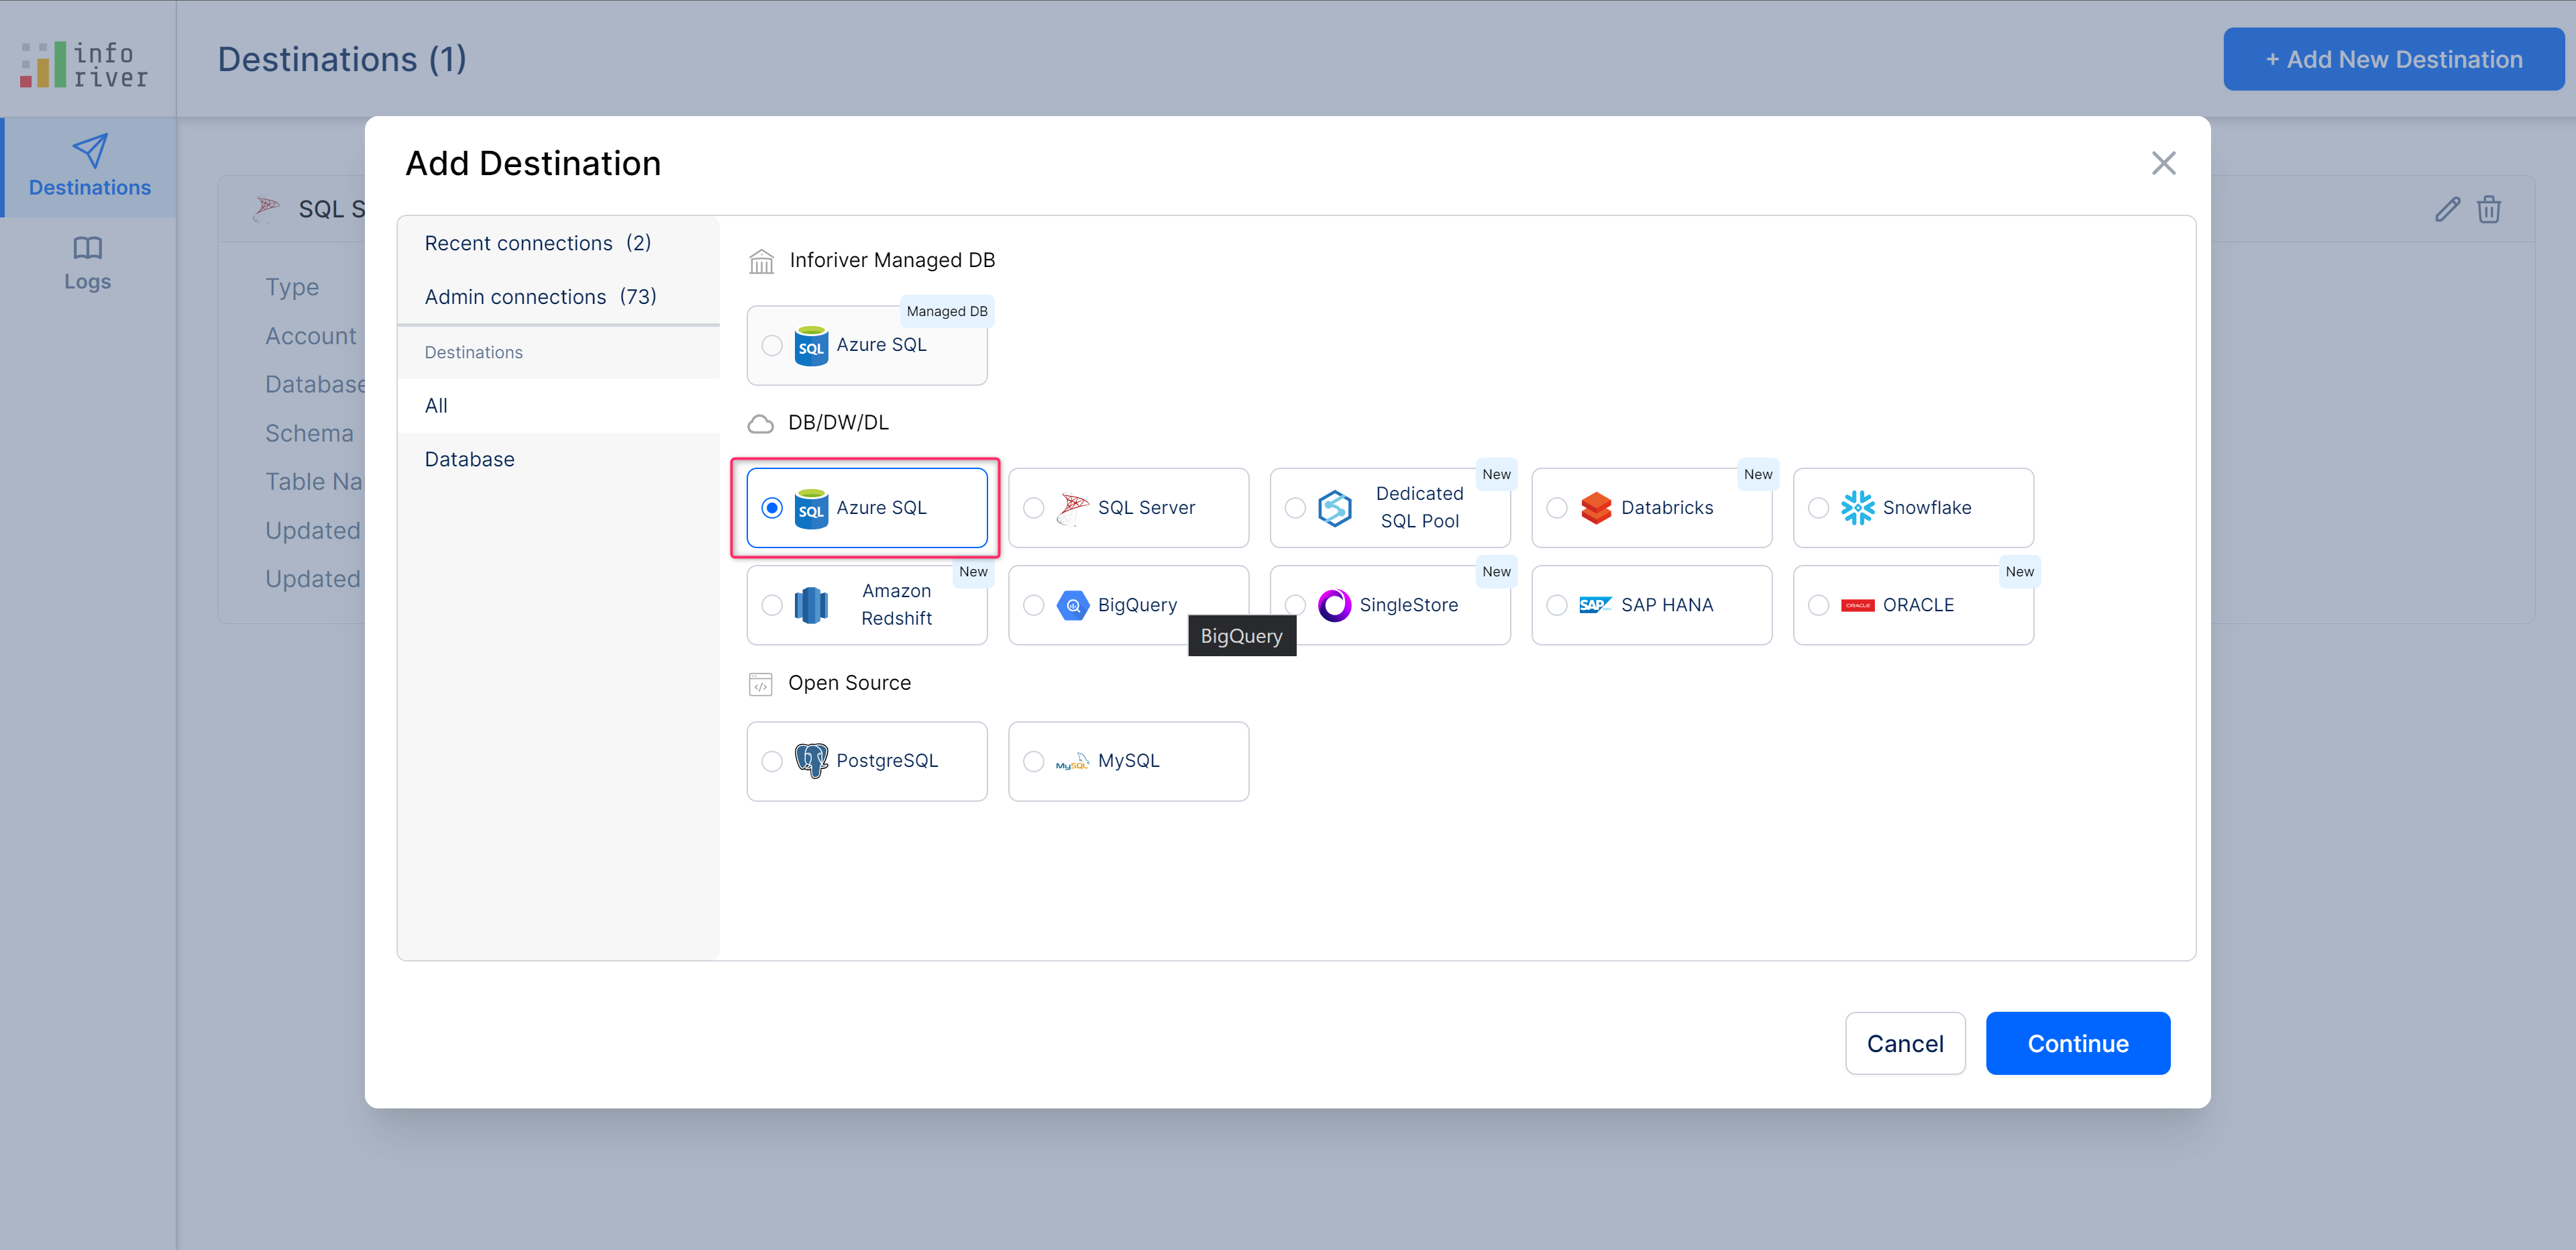 info
river
Destinations (1)
+ Add New Destination
Destinations
Logs
SQL S
Type
Account
Database
Schema
Table Na
Updated
Updated
Add Destination
Recent connections (2)
Admin connections (73)
Destinations
All
Database
Inforiver Managed DB
Managed DB
SQL
Azure SQL
DB/DW/DL
SQL
Azure SQL
SQL Server
New
Dedicated
SQL Pool
New
Databricks
Snowflake
New
Amazon
Redshift
BigQuery
BigQuery
New
SingleStore
SAP
SAP HANA
New
ORACLE
ORACLE
Open Source
PostgreSQL
MySQL
MySQL
Cancel
Continue